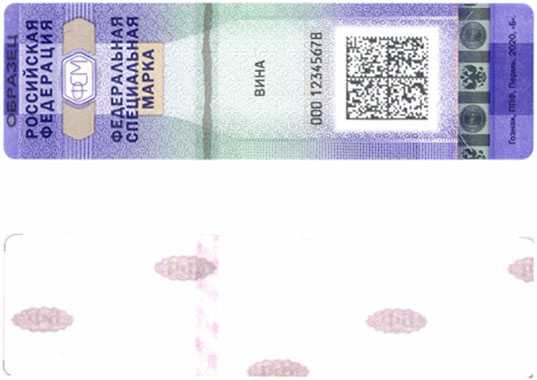 ОБРАЗЕЦ
РОССИЙСКАЯ
ФЕДЕРАЦИЯ
ФСМ
ФЕДЕРАЛЬНАЯ
СПЕЦИАЛЬНАЯ
МАРКА
ВИНА
000 12345678
Гознак, ППФ, Пермь, 2020, «Б».